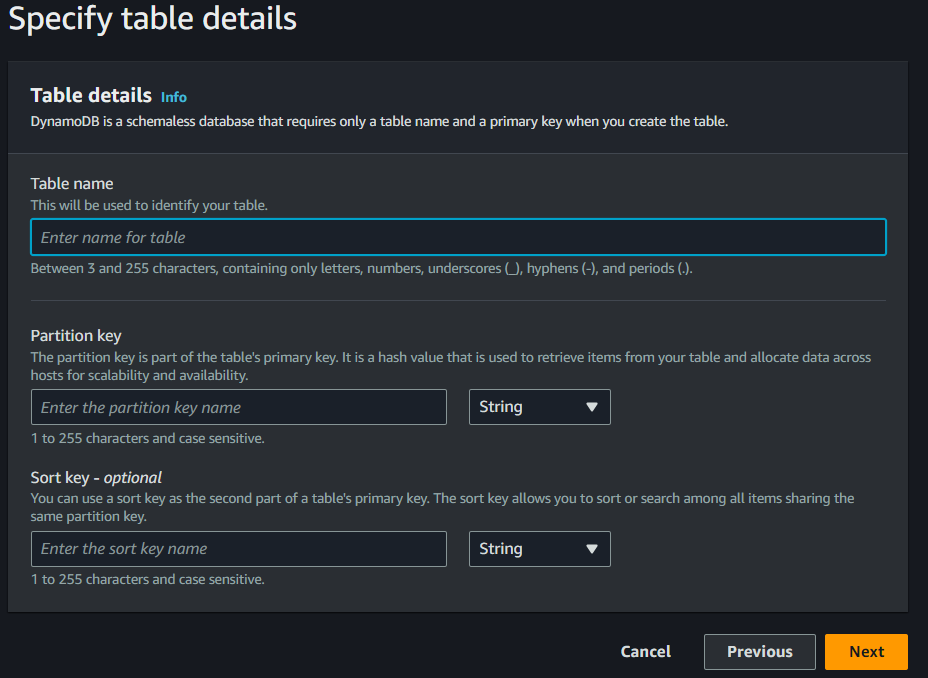 Specify table details
Table details Info
DynamoDB is a schemaless database that requires only a table name and a primary key when you create the table.
Table name
This will be used to identify your table.
Enter name for table
Between 3 and 255 characters, containing only letters, numbers, underscores (_), hyphens (-), and periods (.).
Partition key
The partition key is part of the table's primary key. It is a hash value that is used to retrieve items from your table and allocate data across
hosts for scalability and availability.
Enter the partition key name String
1 to 255 characters and case sensitive.
Sort key - optional
You can use a sort key as the second part of a table's primary key. The sort key allows you to sort or search among all items sharing the
same partition key.
Enter the sort key name String
1 to 255 characters and case sensitive.
Cancel Previous Next